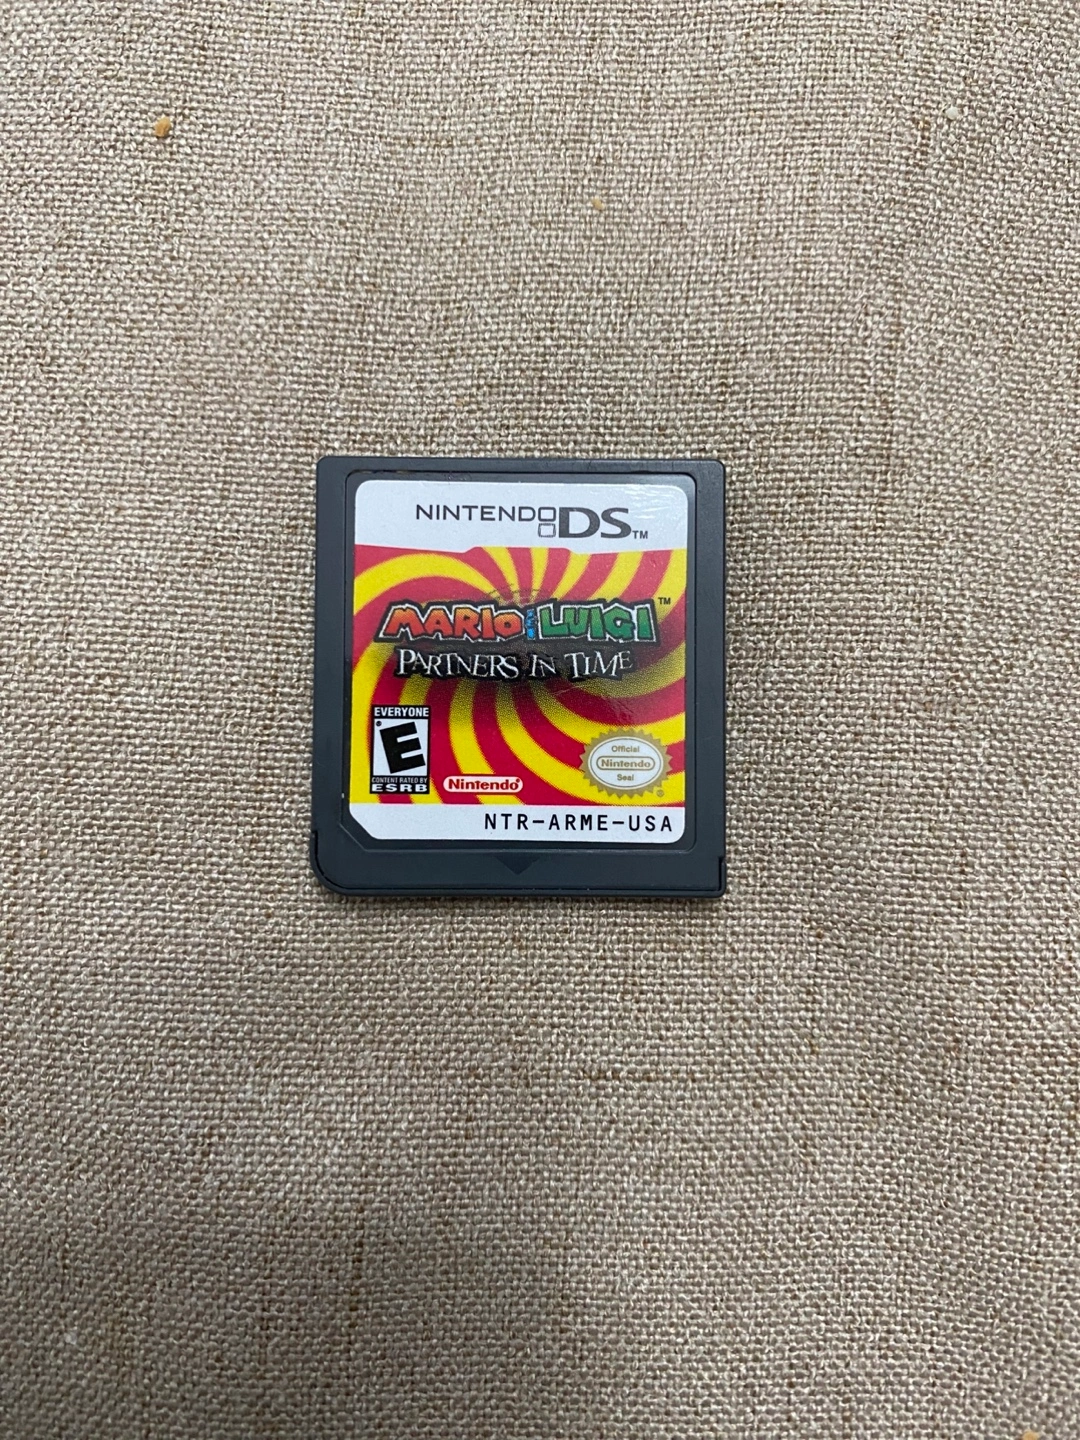 NINTENDO DS™
MARIO & LUIGI™
PARTNERS IN TIME
EVERYONE
E
CONTENT RATED BY
ESRB
Nintendo®
Official
Nintendo
Seal
NTR-ARME-USA